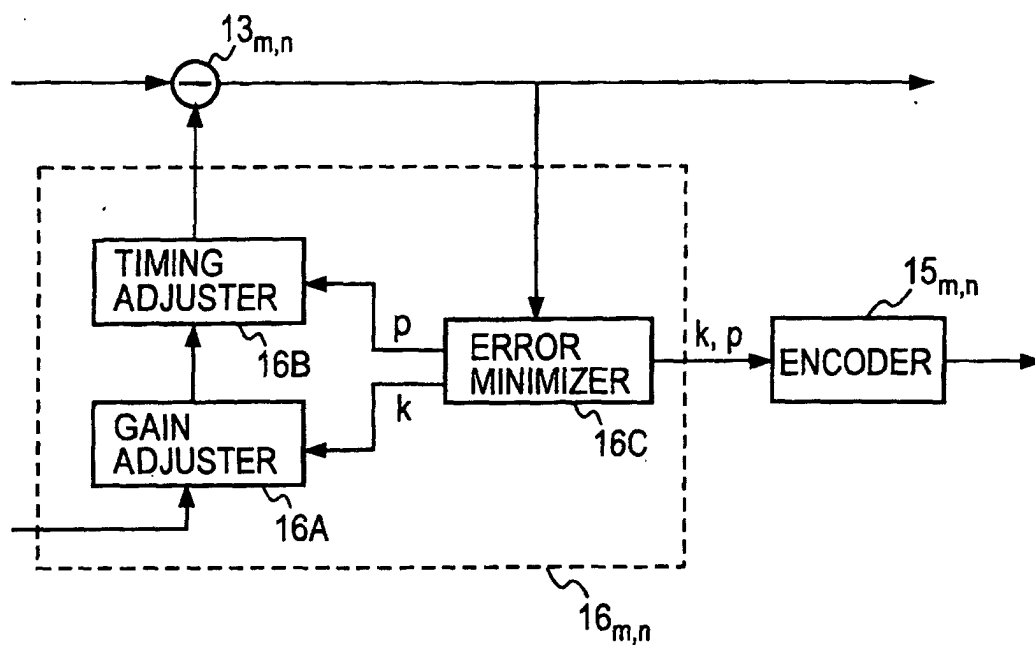 13m,n
TIMING
ADJUSTER
16B
p
k
ERROR
MINIMIZER
16C
k, p
15m,n
ENCODER
GAIN
ADJUSTER
16A
16m,n